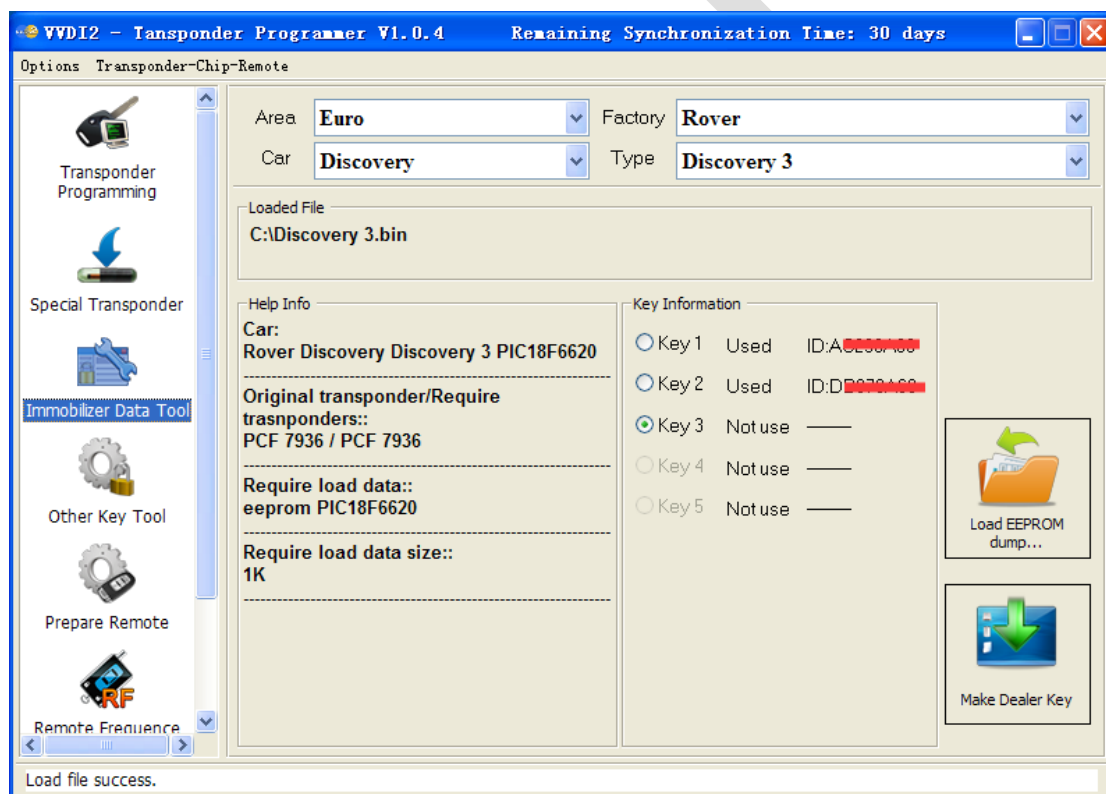 VVDI2 - Tansponder Programmer V1.0.4 Remaining Synchronization Time: 30 days
Options Transponder-Chip-Remote
Transponder
Programming
Special Transponder
Immobilizer Data Tool
Other Key Tool
Prepare Remote
RF
Remote Frequence
Area Euro Factory Rover
Car Discovery Type Discovery 3
Loaded File
C:\Discovery 3.bin
Help Info
Car:
Rover Discovery Discovery 3 PIC18F6620
Original transponder/Require
trasnponders::
PCF 7936 / PCF 7936
Require load data::
eeprom PIC18F6620
Require load data size::
1K
Key Information
Key 1 Used ID:A
Key 2 Used ID:D
Key 3 Not use
Key 4 Not use
Key 5 Not use
Load EEPROM
dump...
Make Dealer Key
Load file success.